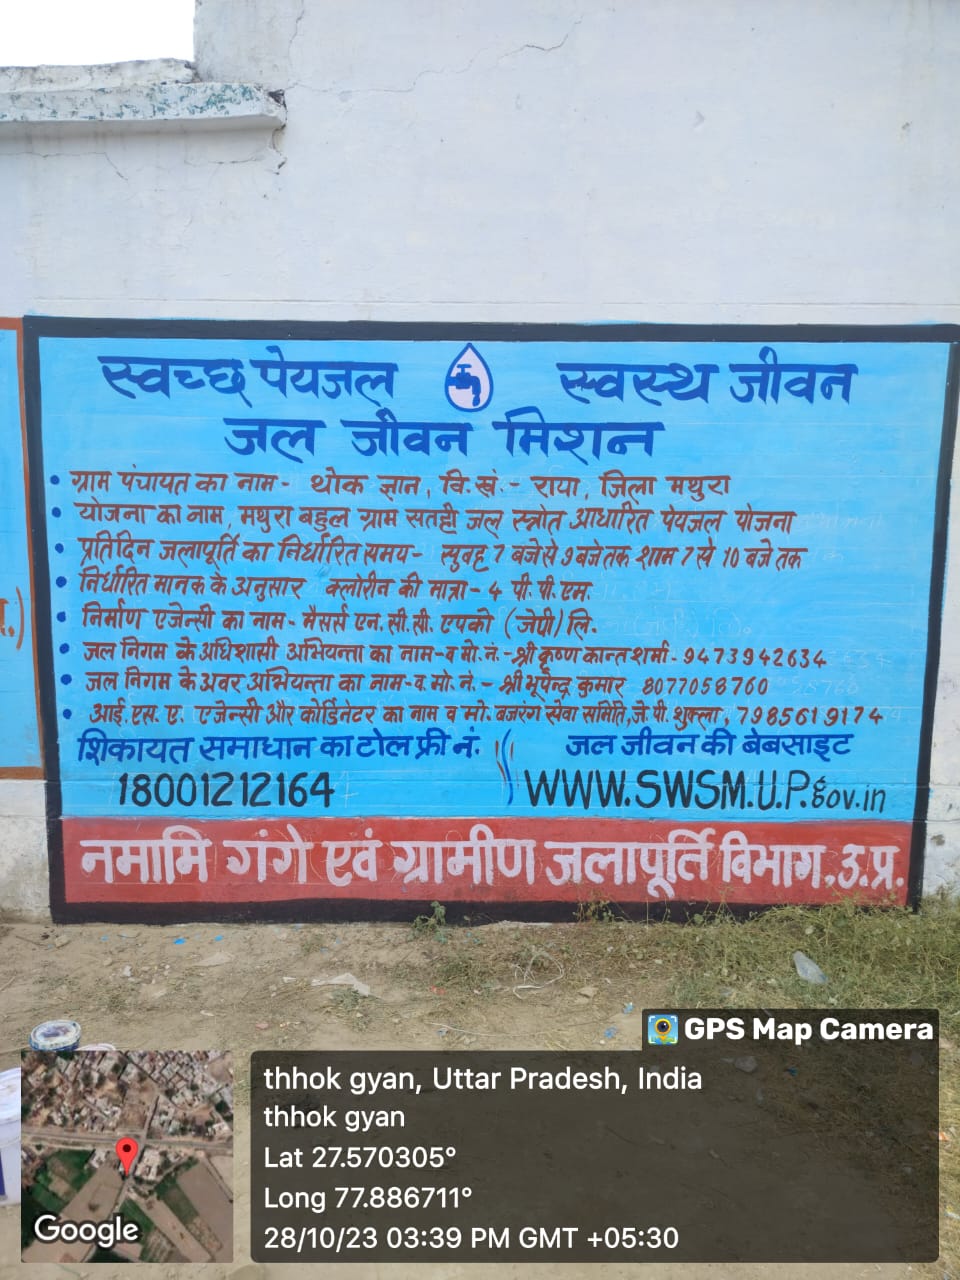 स्वच्छ पेयजल स्वस्थ जीवन
जल जीवन मिशन
• ग्राम पंचायत का नाम - थोक ज्ञान, वि.खं. - राया, जिला मथुरा
• योजना का नाम, मथुरा बहुल ग्राम सतही जल स्त्रोत आधारित पेयजल योजना
• प्रतिदिन जलापूर्ति का निर्धारित समय - सुबह 7 बजे से 9 बजे तक शाम 7 से 10 बजे तक
• निर्धारित मानक के अनुसार क्लोरीन की मात्रा - 4 पी. पी. एम.
• निर्माण एजेन्सी का नाम - मैसर्स एन. सी. सी. एपको (जेपी) लि.
• जल निगम के अधिशासी अभियन्ता का नाम - व मो. नं. - श्री कृष्ण कान्त शर्मा - 9473942634
• जल निगम के अवर अभियन्ता का नाम - व. मो. नं. - श्री भूपेन्द्र कुमार 8077058760
• आई. एस. ए. एजेन्सी और कोर्डिनेटर का नाम व मो. बजरंग सेवा समिति, जे. पी. शुक्ला, 7985619174
शिकायत समाधान का टोल फ्री नं. जल जीवन की बेबसाइट
18001212164 WWW.SWSM.U.P.gov.in
नमामि गंगे एवं ग्रामीण जलापूर्ति विभाग, उ.प्र.
GPS Map Camera
thhok gyan, Uttar Pradesh, India
thhok gyan
Lat 27.570305°
Long 77.886711°
28/10/23 03:39 PM GMT +05:30
Google